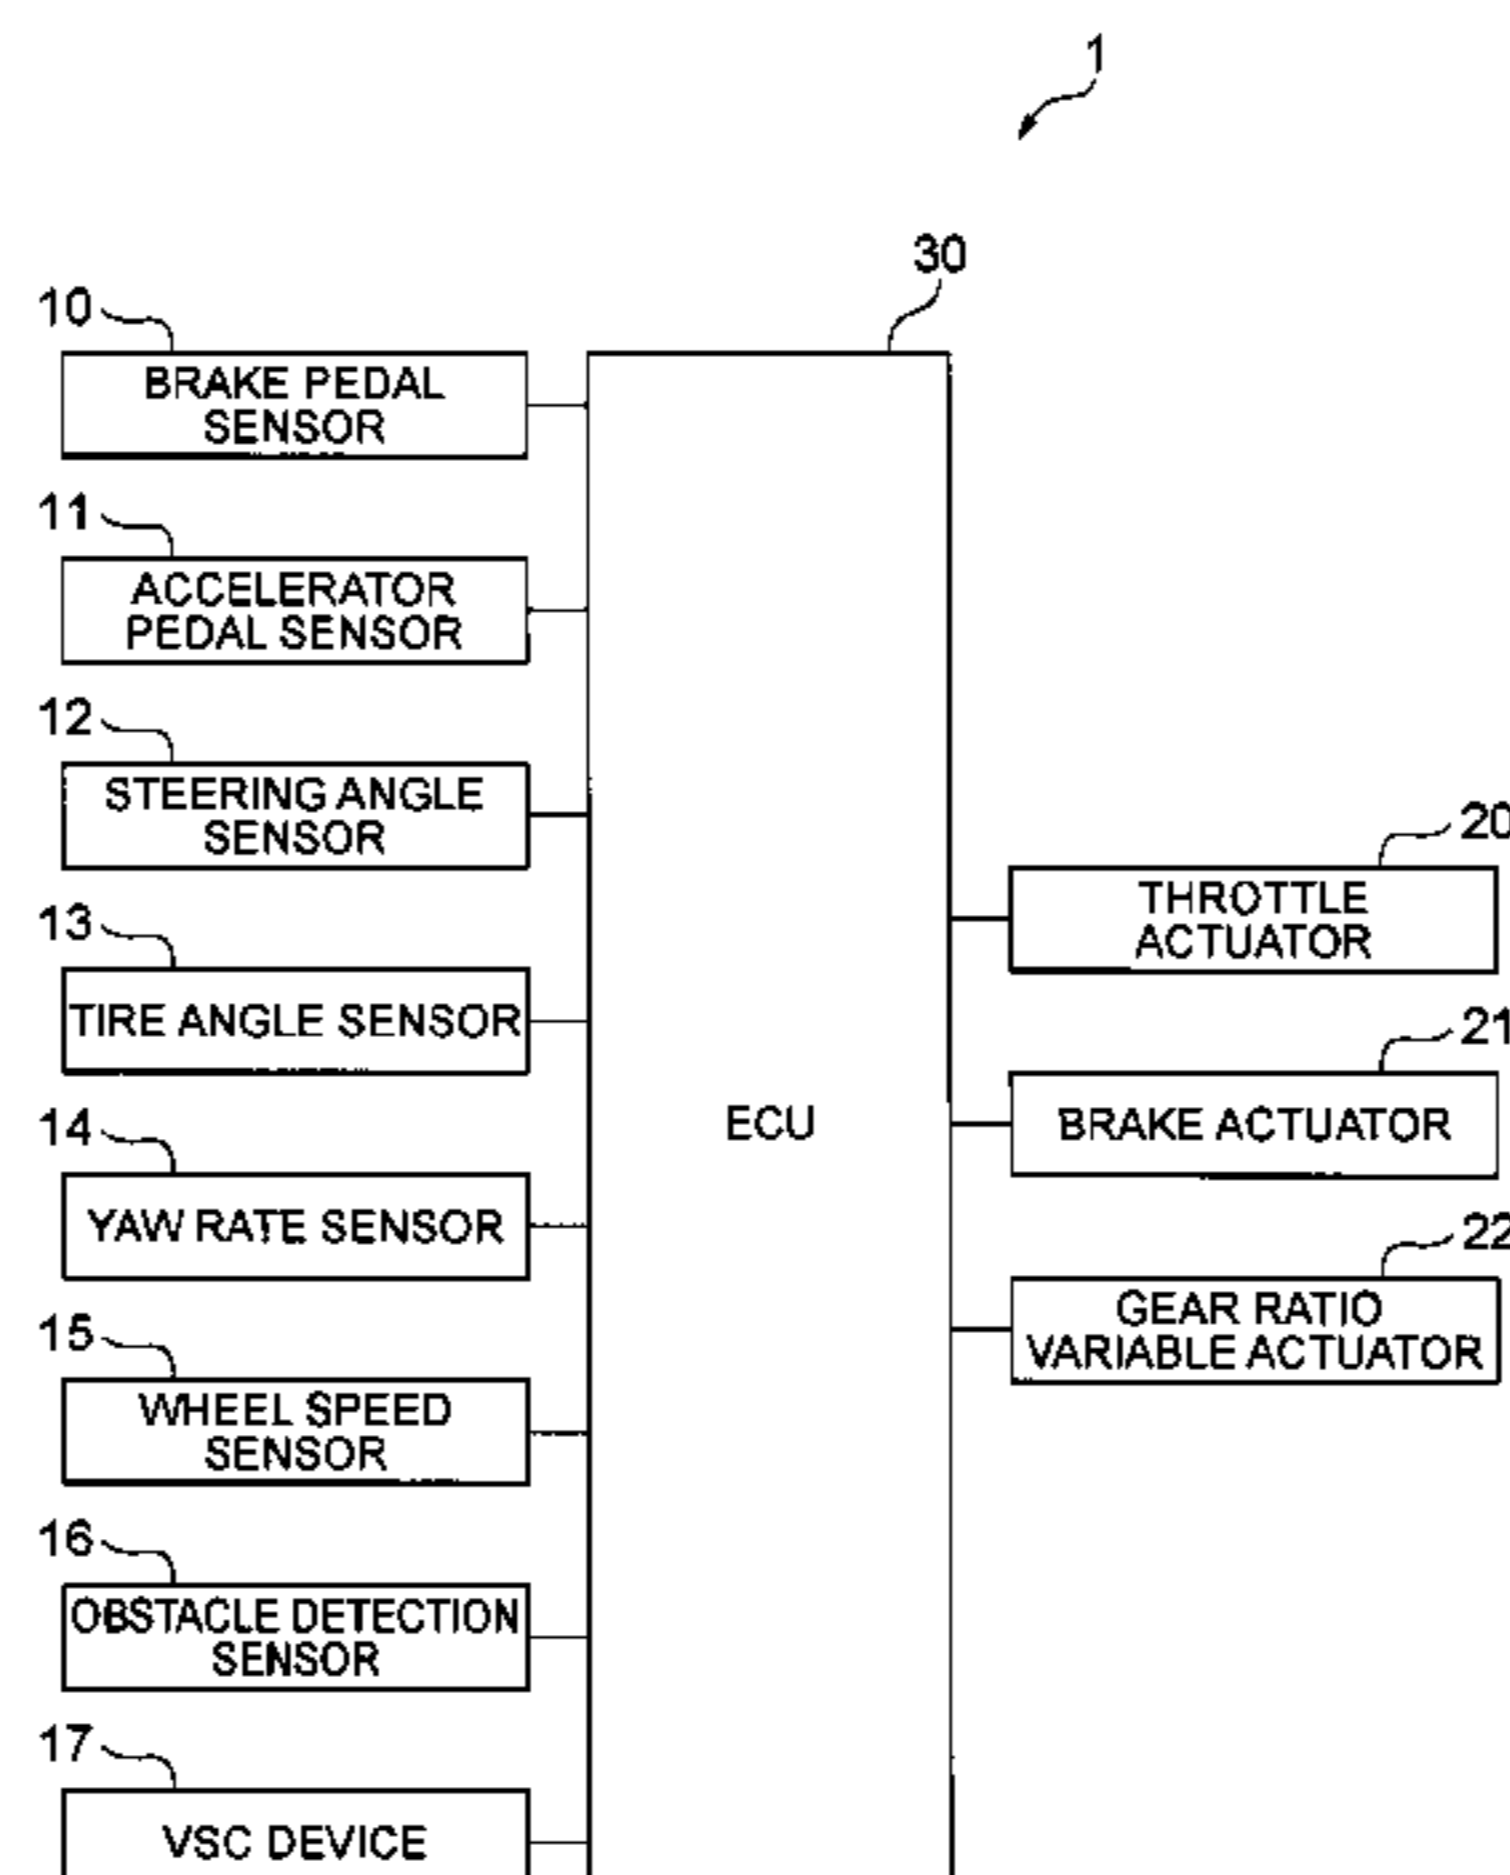 1
30
10
BRAKE PEDAL
SENSOR
11
ACCELERATOR
PEDAL SENSOR
12
STEERING ANGLE
SENSOR
13
TIRE ANGLE SENSOR
14
YAW RATE SENSOR
15
WHEEL SPEED
SENSOR
16
OBSTACLE DETECTION
SENSOR
17
VSC DEVICE
ECU
20
THROTTLE
ACTUATOR
21
BRAKE ACTUATOR
22
GEAR RATIO
VARIABLE ACTUATOR